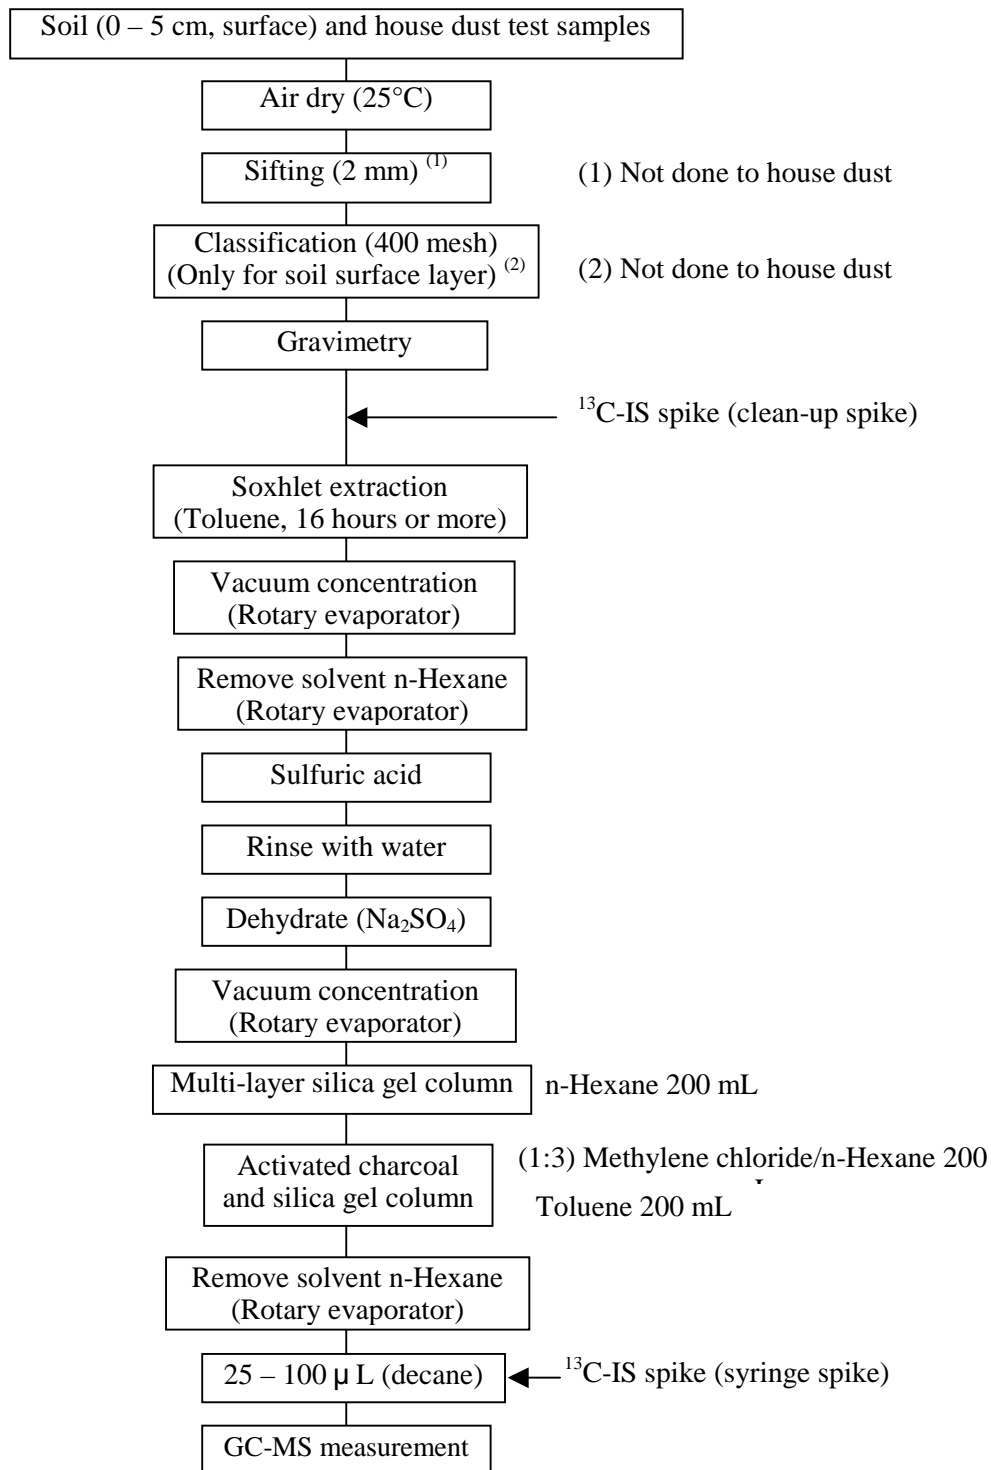 Soil (0 – 5 cm, surface) and house dust test samples
Air dry (25°C)
Sifting (2 mm) (1)
(1) Not done to house dust
Classification (400 mesh)
(Only for soil surface layer) (2)
(2) Not done to house dust
Gravimetry
13C-IS spike (clean-up spike)
Soxhlet extraction
(Toluene, 16 hours or more)
Vacuum concentration
(Rotary evaporator)
Remove solvent n-Hexane
(Rotary evaporator)
Sulfuric acid
Rinse with water
Dehydrate (Na2SO4)
Vacuum concentration
(Rotary evaporator)
Multi-layer silica gel column
n-Hexane 200 mL
Activated charcoal
and silica gel column
(1:3) Methylene chloride/n-Hexane 200
Toluene 200 mL
Remove solvent n-Hexane
(Rotary evaporator)
25 – 100 μ L (decane)
13C-IS spike (syringe spike)
GC-MS measurement